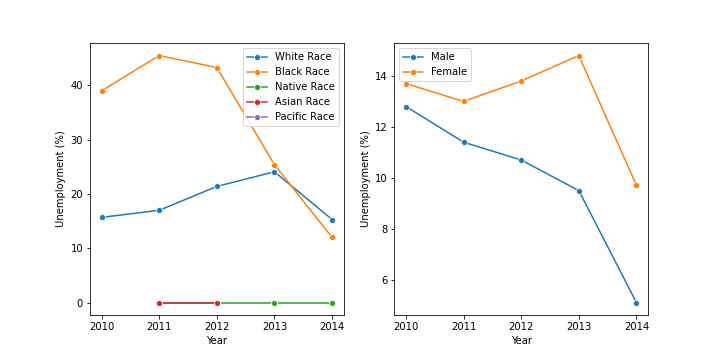 White Race
Black Race
Native Race
Asian Race
Pacific Race
Unemployment (%)
40
30
20
10
0
2010 2011 2012 2013 2014
Year
Male
Female
Unemployment (%)
14
12
10
8
6
2010 2011 2012 2013 2014
Year